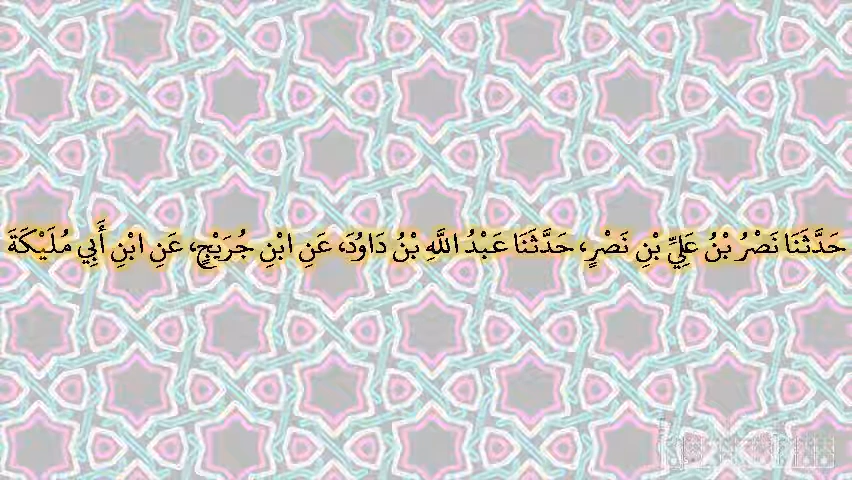 حَدَّثَنَا نَصْرُ بْنُ عَلِيِّ بْنِ نَصْرٍ، حَدَّثَنَا عَبْدُ اللَّهِ بْنُ دَاوُدَ، عَنِ ابْنِ جُرَيْجٍ، عَنِ ابْنِ أَبِي مُلَيْكَةَ